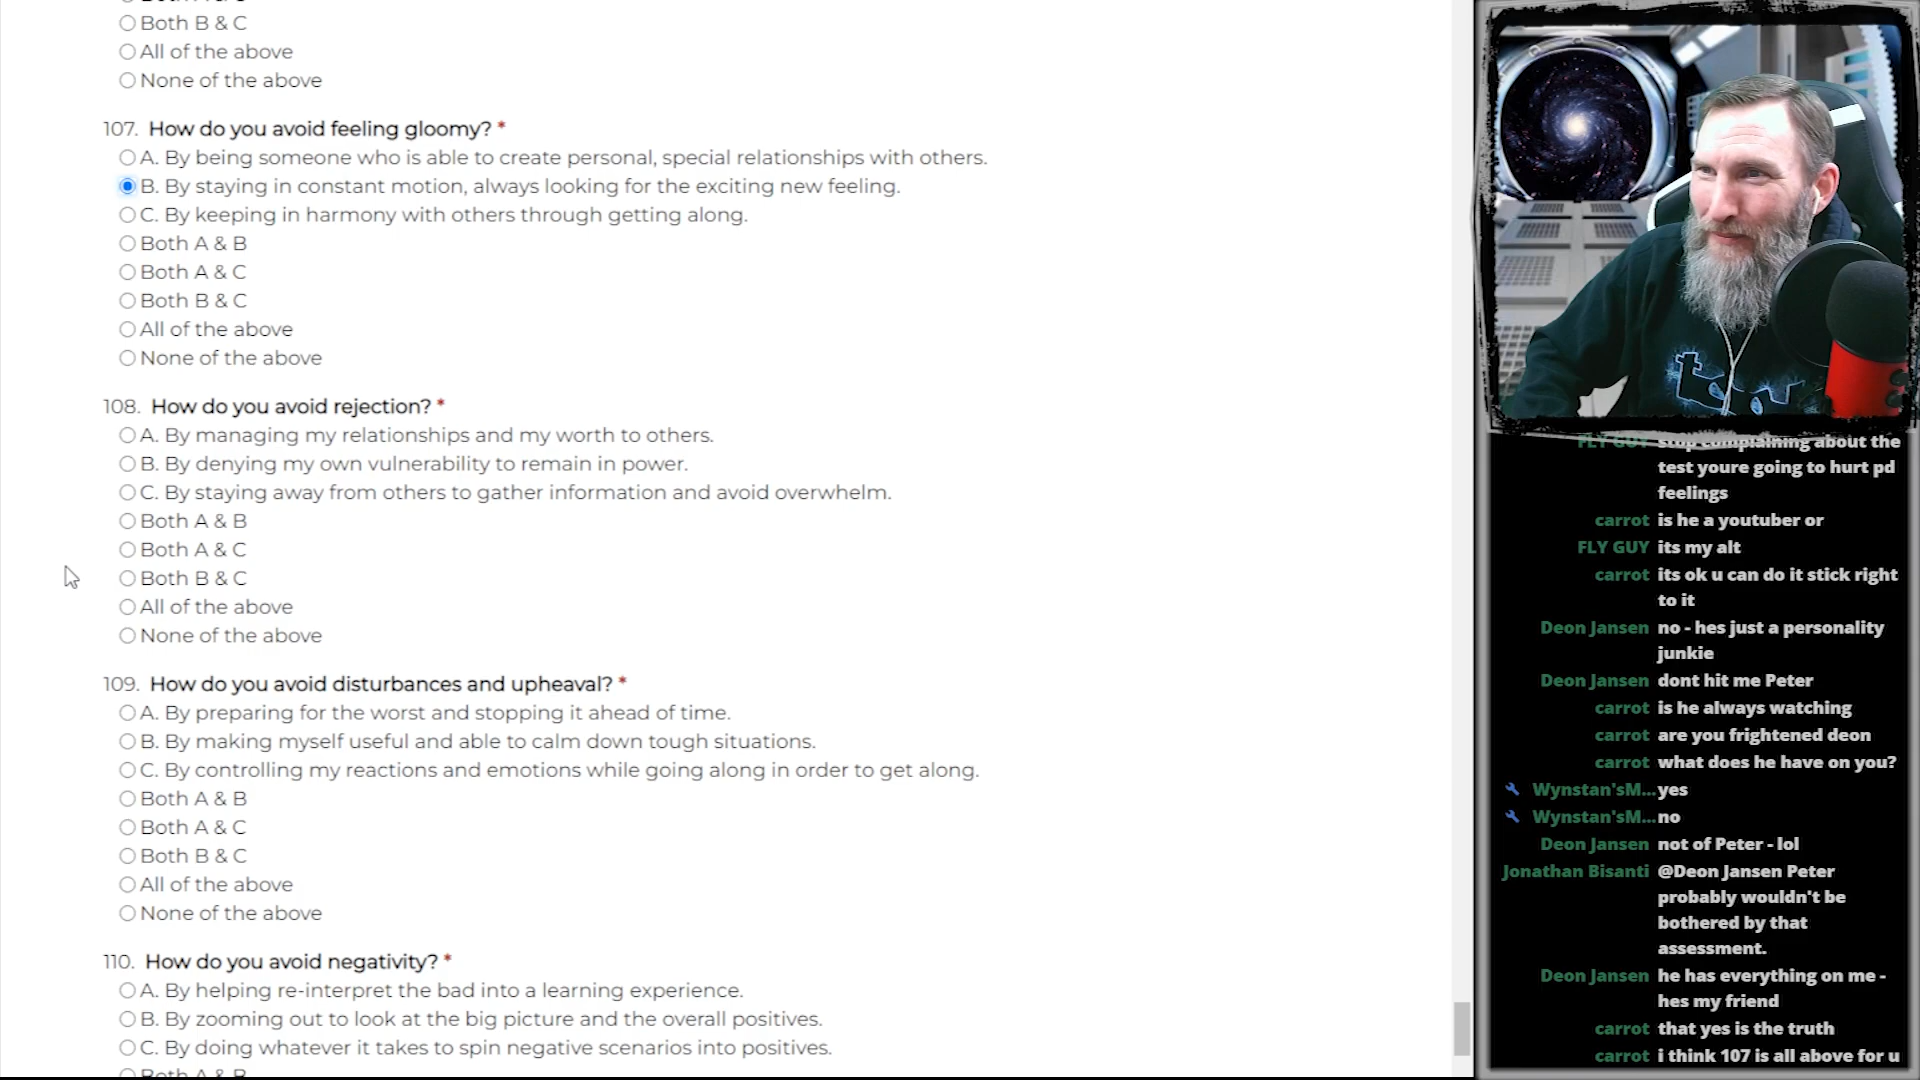 Both B & C
All of the above
None of the above
107. How do you avoid feeling gloomy? *
A. By being someone who is able to create personal, special relationships with others.
B. By staying in constant motion, always looking for the exciting new feeling.
C. By keeping in harmony with others through getting along.
Both A & B
Both A & C
Both B & C
All of the above
None of the above
108. How do you avoid rejection? *
A. By managing my relationships and my worth to others.
B. By denying my own vulnerability to remain in power.
C. By staying away from others to gather information and avoid overwhelm.
Both A & B
Both A & C
Both B & C
All of the above
None of the above
109. How do you avoid disturbances and upheaval? *
A. By preparing for the worst and stopping it ahead of time.
B. By making myself useful and able to calm down tough situations.
C. By controlling my reactions and emotions while going along in order to get along.
Both A & B
Both A & C
Both B & C
All of the above
None of the above
110. How do you avoid negativity? *
A. By helping re-interpret the bad into a learning experience.
B. By zooming out to look at the big picture and the overall positives.
C. By doing whatever it takes to spin negative scenarios into positives.
Both A & B
FLY GUY stop complaining about the
test youre going to hurt pd
feelings
carrot is he a youtuber or
FLY GUY its my alt
carrot its ok u can do it stick right
to it
Deon Jansen no - hes just a personality
junkie
Deon Jansen dont hit me Peter
carrot is he always watching
carrot are you frightened deon
carrot what does he have on you?
Wynstan'sM... yes
Wynstan'sM... no
Deon Jansen not of Peter - lol
Jonathan Bisanti @Deon Jansen Peter
probably wouldn't be
bothered by that
assessment.
Deon Jansen he has everything on me -
hes my friend
carrot that yes is the truth
carrot i think 107 is all above for u